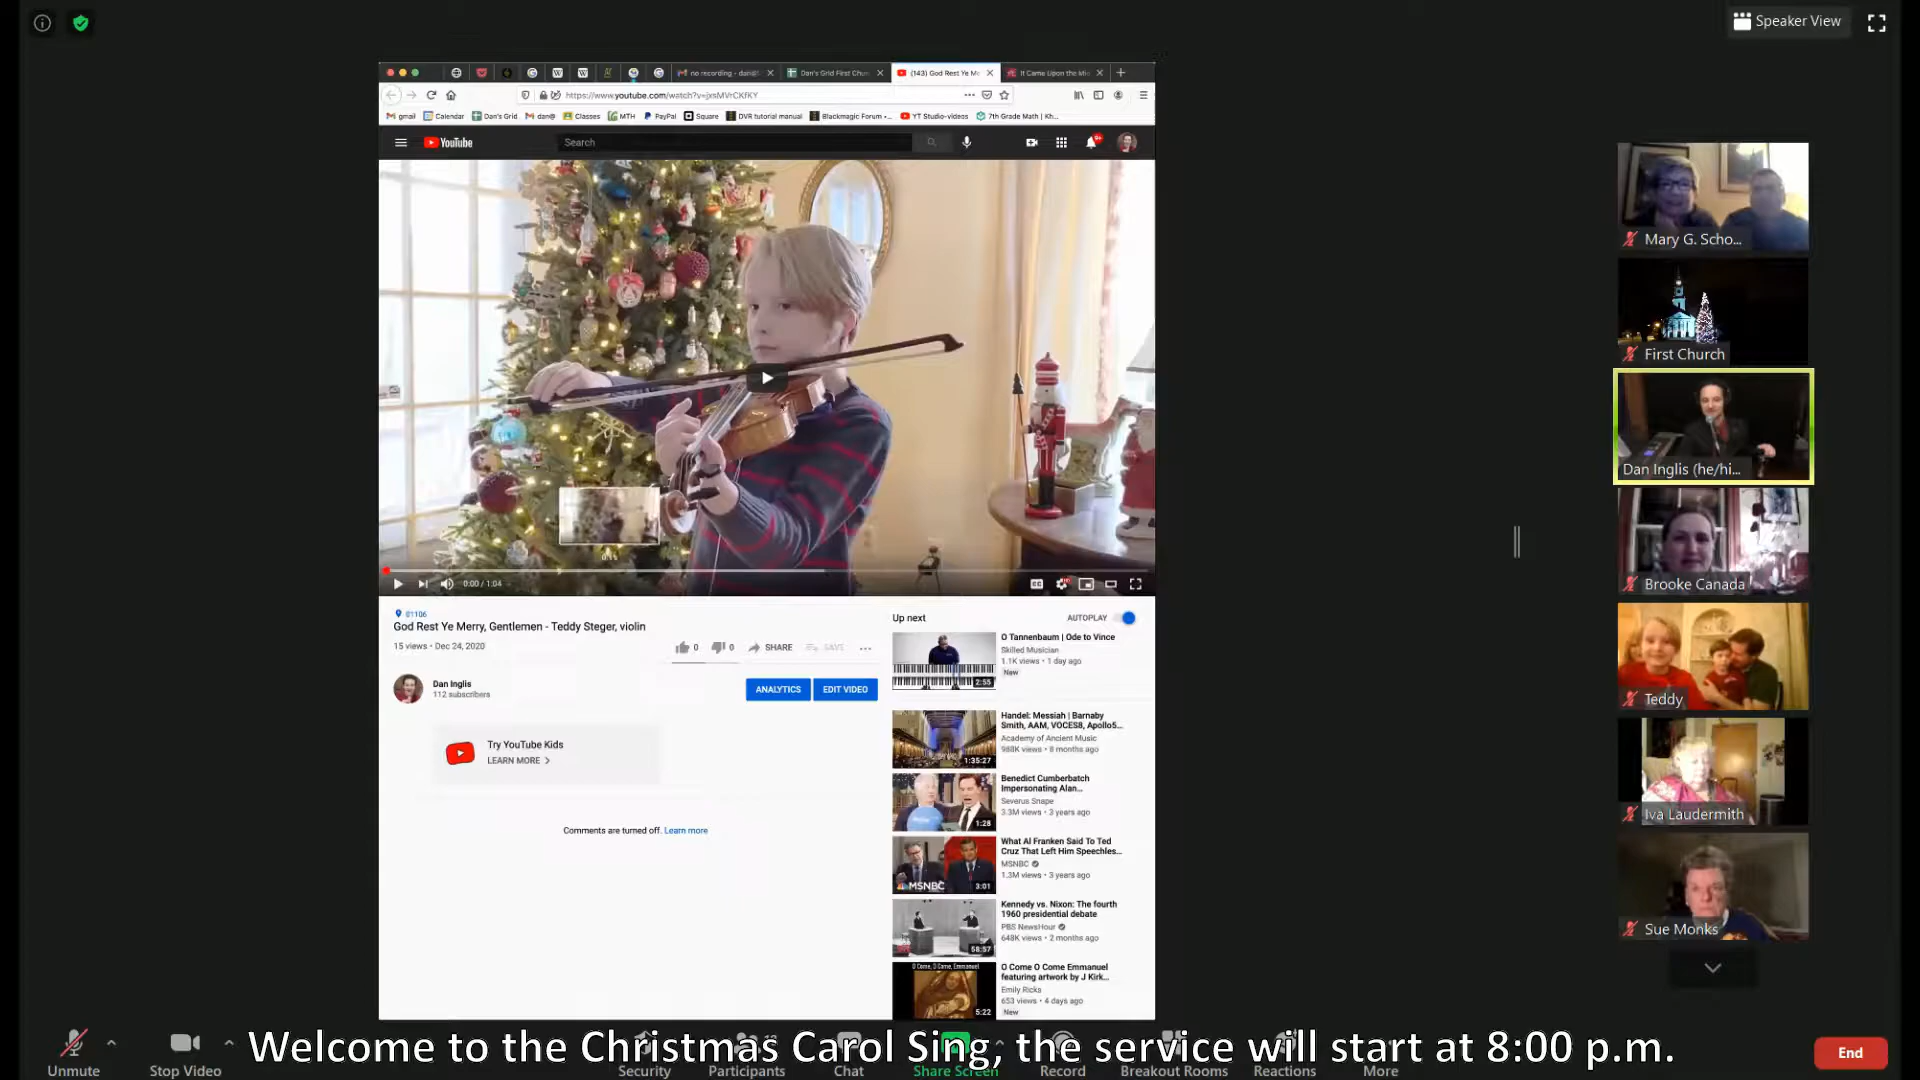 Speaker View
no recording - dan@
Dan's Grid First Chur
(143) God Rest Ye M
It Came Upon the Mi
https://www.youtube.com/watch?v=jxsMVrCKfKY
gmail
Calendar
Dan's Grid
dan@
Classes
MTH
PayPal
Square
DVR tutorial manual
Blackmagic Forum -...
YT Studio-videos
7th Grade Math | Kh...
YouTube
Search
9+
0:00 / 1:04
01106
God Rest Ye Merry, Gentlemen - Teddy Steger, violin
15 views • Dec 24, 2020
0
0
SHARE
SAVE
Dan Inglis
112 subscribers
ANALYTICS
EDIT VIDEO
Try YouTube Kids
LEARN MORE
Comments are turned off. Learn more
Up next
AUTOPLAY
O Tannenbaum | Ode to Vince
Skilled Musician
1.1K views • 1 day ago
New
2:55
Handel: Messiah | Barnaby
Smith, AAM, VOCES8, Apollo5...
Academy of Ancient Music
988K views • 8 months ago
1:35:27
Benedict Cumberbatch
Impersonating Alan...
Severus Snape
3.3M views • 3 years ago
1:28
What Al Franken Said To Ted
Cruz That Left Him Speechles...
MSNBC
1.3M views • 3 years ago
MSNBC
3:01
Kennedy vs. Nixon: The fourth
1960 presidential debate
PBS NewsHour
648K views • 2 months ago
58:57
O Come O Come Emmanuel
featuring artwork by J Kirk...
Emily Ricks
653 views • 4 days ago
New
O Come, O Come, Emmanuel
5:22
Mary G. Scho...
First Church
Dan Inglis (he/hi...
Brooke Canada
Teddy
Iva Laudermith
Sue Monks
Welcome to the Christmas Carol Sing, the service will start at 8:00 p.m.
Unmute
Stop Video
Security
Participants
Chat
Share Screen
Record
Breakout Rooms
Reactions
More
End